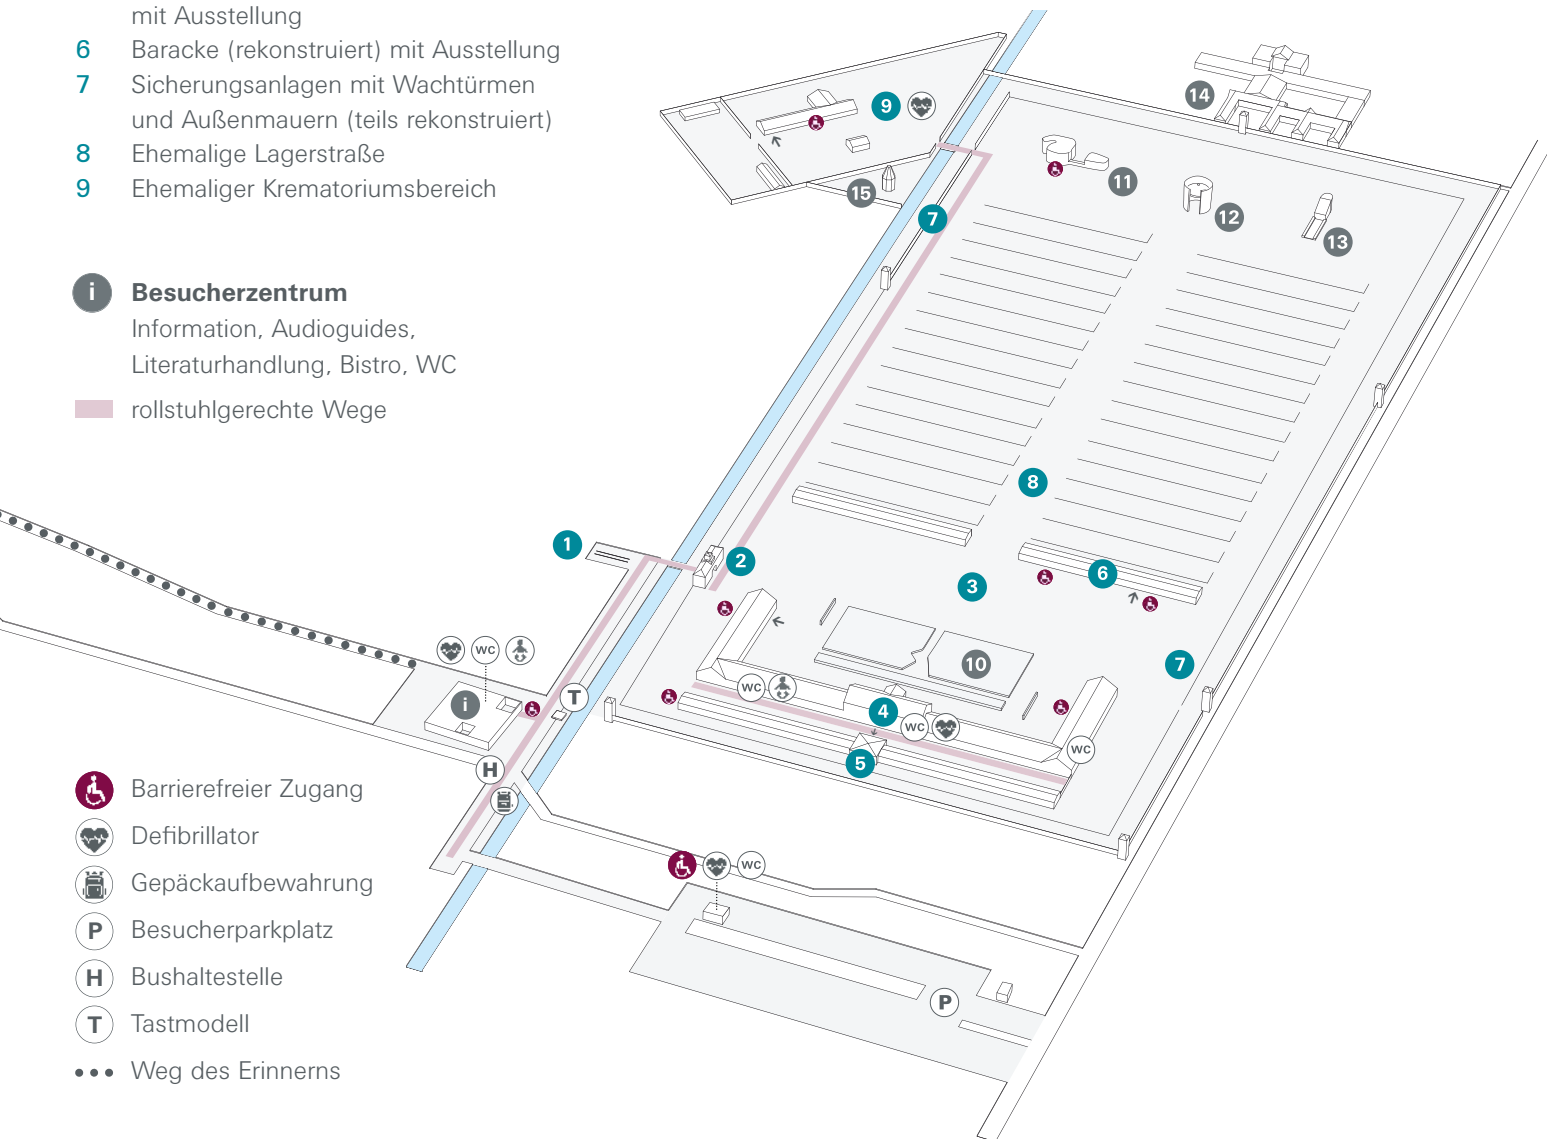 mit Ausstellung
6 Baracke (rekonstruiert) mit Ausstellung
7 Sicherungsanlagen mit Wachtürmen
und Außenmauern (teils rekonstruiert)
8 Ehemalige Lagerstraße
9 Ehemaliger Krematoriumsbereich
i Besucherzentrum
Information, Audioguides,
Literaturhandlung, Bistro, WC
rollstuhlgerechte Wege
Barrierefreier Zugang
Defibrillator
Gepäckaufbewahrung
P Besucherparkplatz
H Bushaltestelle
T Tastmodell
Weg des Erinnerns
14
9
11
15
12
7
13
8
1
2
6
3
WC
7
10
i
T
WC
4
WC
WC
5
H
WC
P